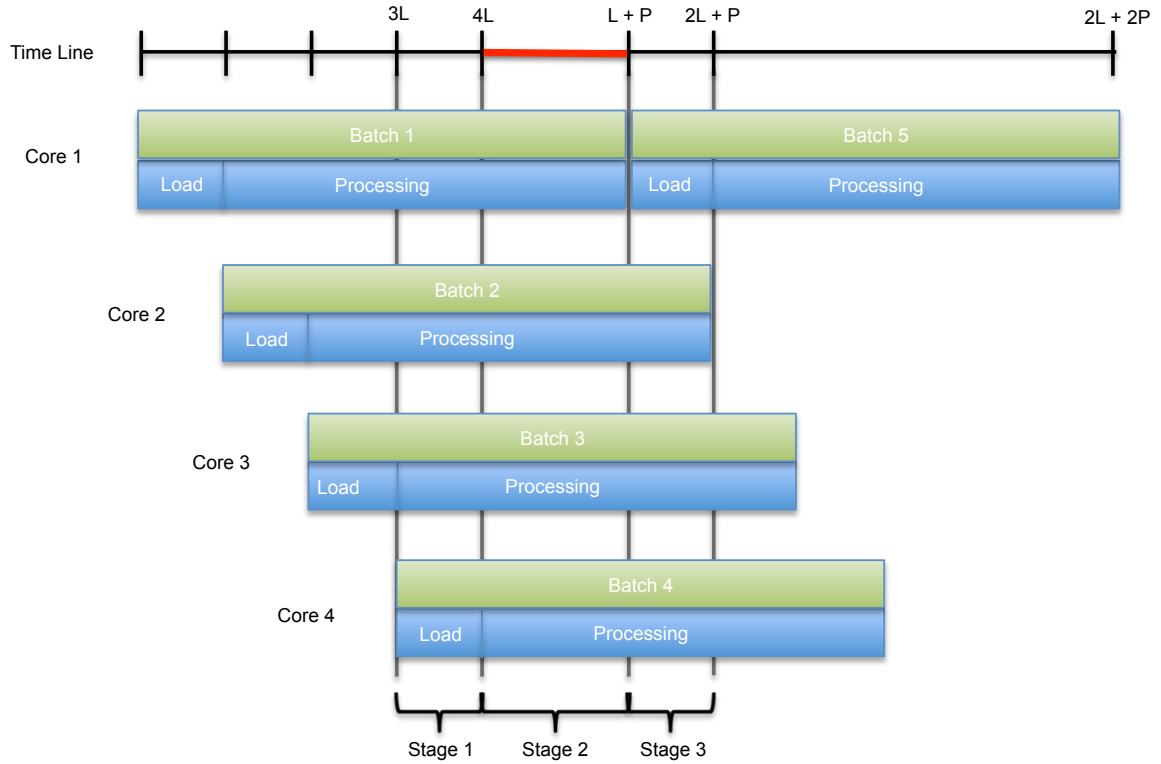 3L 4L L + P 2L + P 2L + 2P
Time Line
Batch 1 Batch 5
Core 1
Load Processing Load Processing
Batch 2
Core 2
Load Processing
Batch 3
Core 3
Load Processing
Batch 4
Core 4
Load Processing
Stage 1 Stage 2 Stage 3